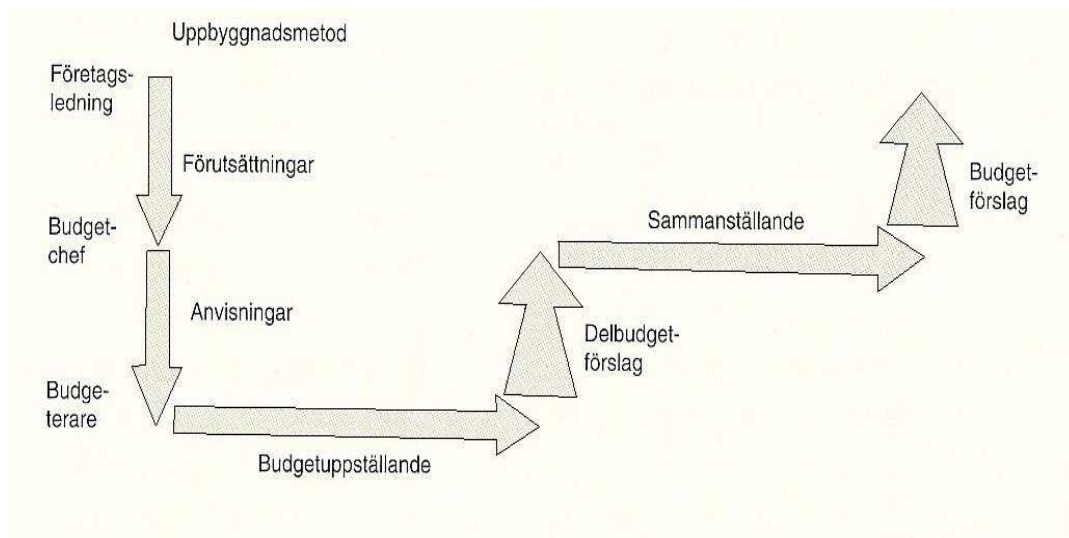 Uppbyggnadsmetod
Företags-
ledning
Förutsättningar
Budget-
chef
Anvisningar
Budge-
terare
Budgetuppställande
Delbudget-
förslag
Sammanställande
Budget-
förslag